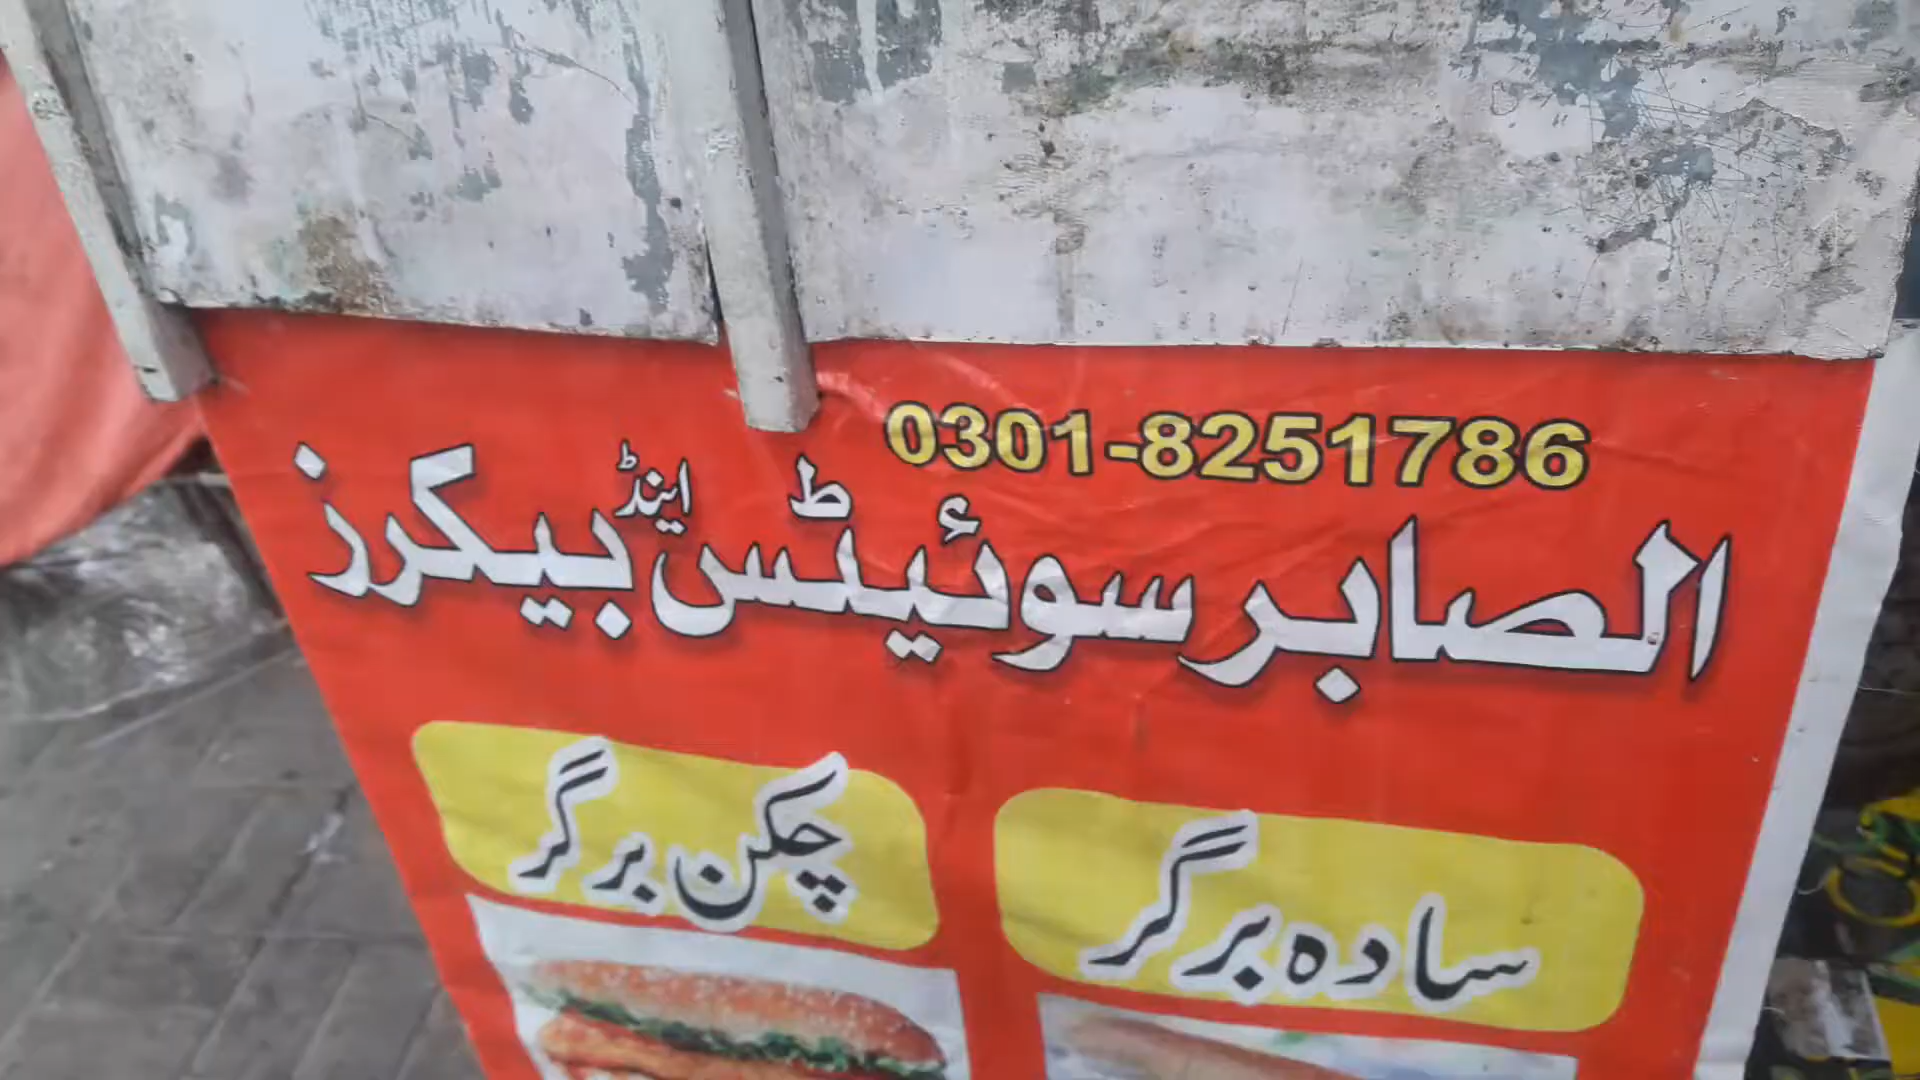 0301-8251786
الصابر سوئیٹس اینڈ بیکرز
سادہ برگر
چکن برگر